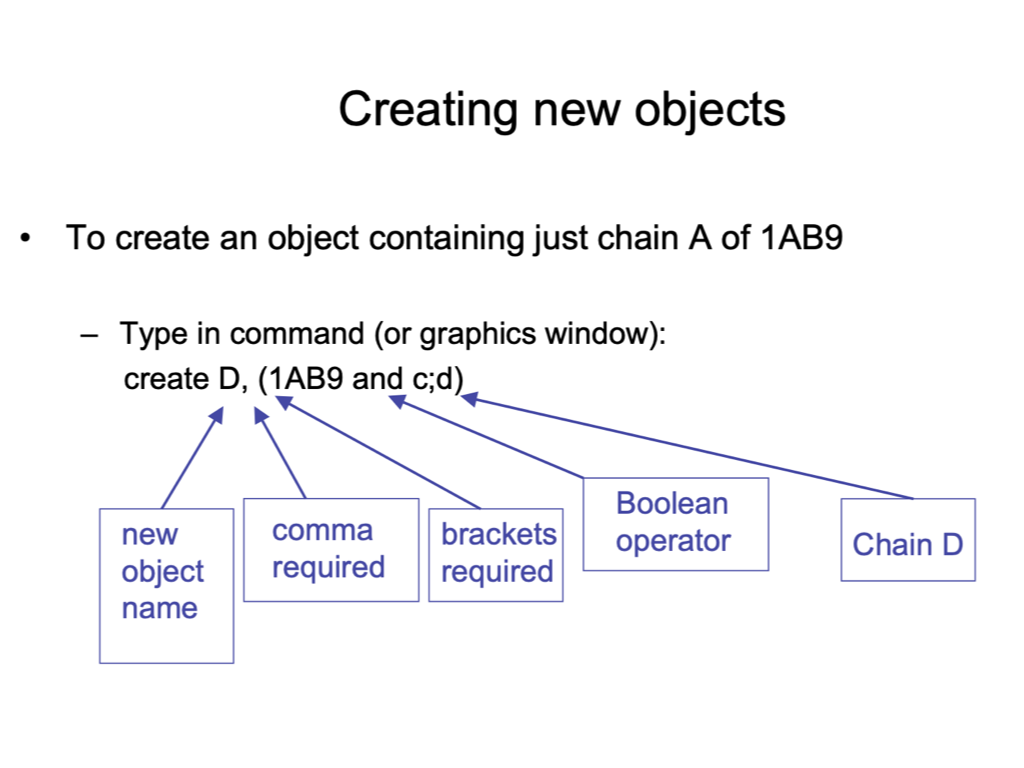 Creating new objects
• To create an object containing just chain A of 1AB9
– Type in command (or graphics window):
create D, (1AB9 and c;d)
new
object
name
comma
required
brackets
required
Boolean
operator
Chain D